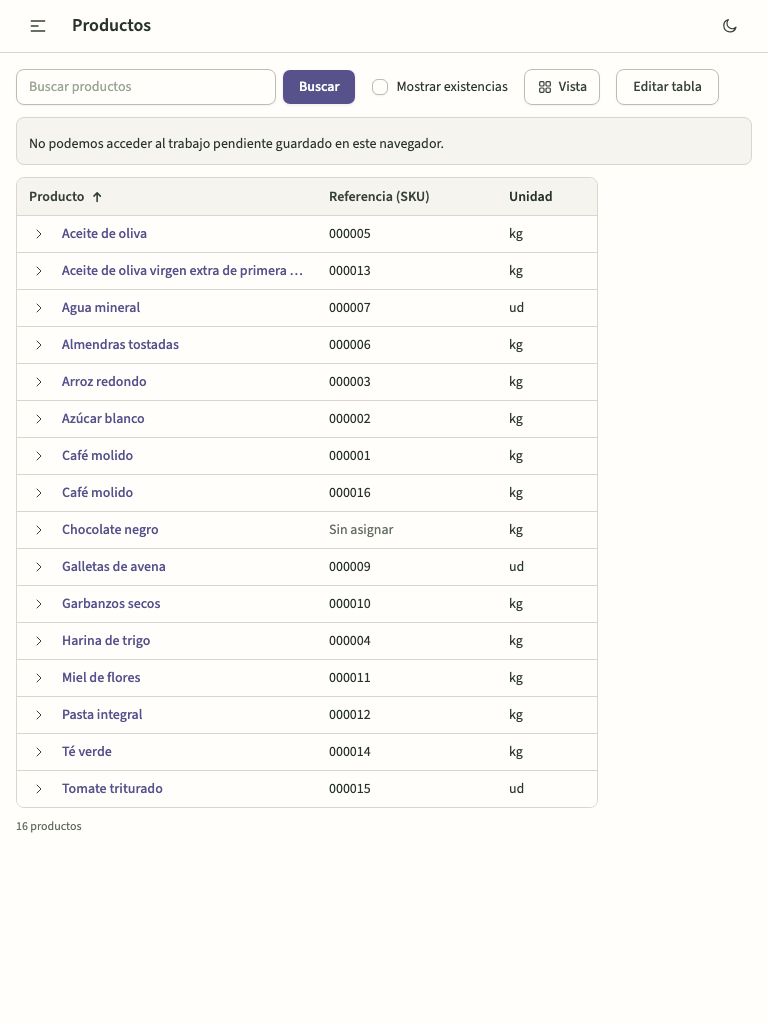 Productos
Buscar productos
Buscar
Mostrar existencias
Vista
Editar tabla
No podemos acceder al trabajo pendiente guardado en este navegador.
Producto Referencia (SKU) Unidad
Aceite de oliva 000005 kg
Aceite de oliva virgen extra de primera … 000013 kg
Agua mineral 000007 ud
Almendras tostadas 000006 kg
Arroz redondo 000003 kg
Azúcar blanco 000002 kg
Café molido 000001 kg
Café molido 000016 kg
Chocolate negro Sin asignar kg
Galletas de avena 000009 ud
Garbanzos secos 000010 kg
Harina de trigo 000004 kg
Miel de flores 000011 kg
Pasta integral 000012 kg
Té verde 000014 kg
Tomate triturado 000015 ud
16 productos